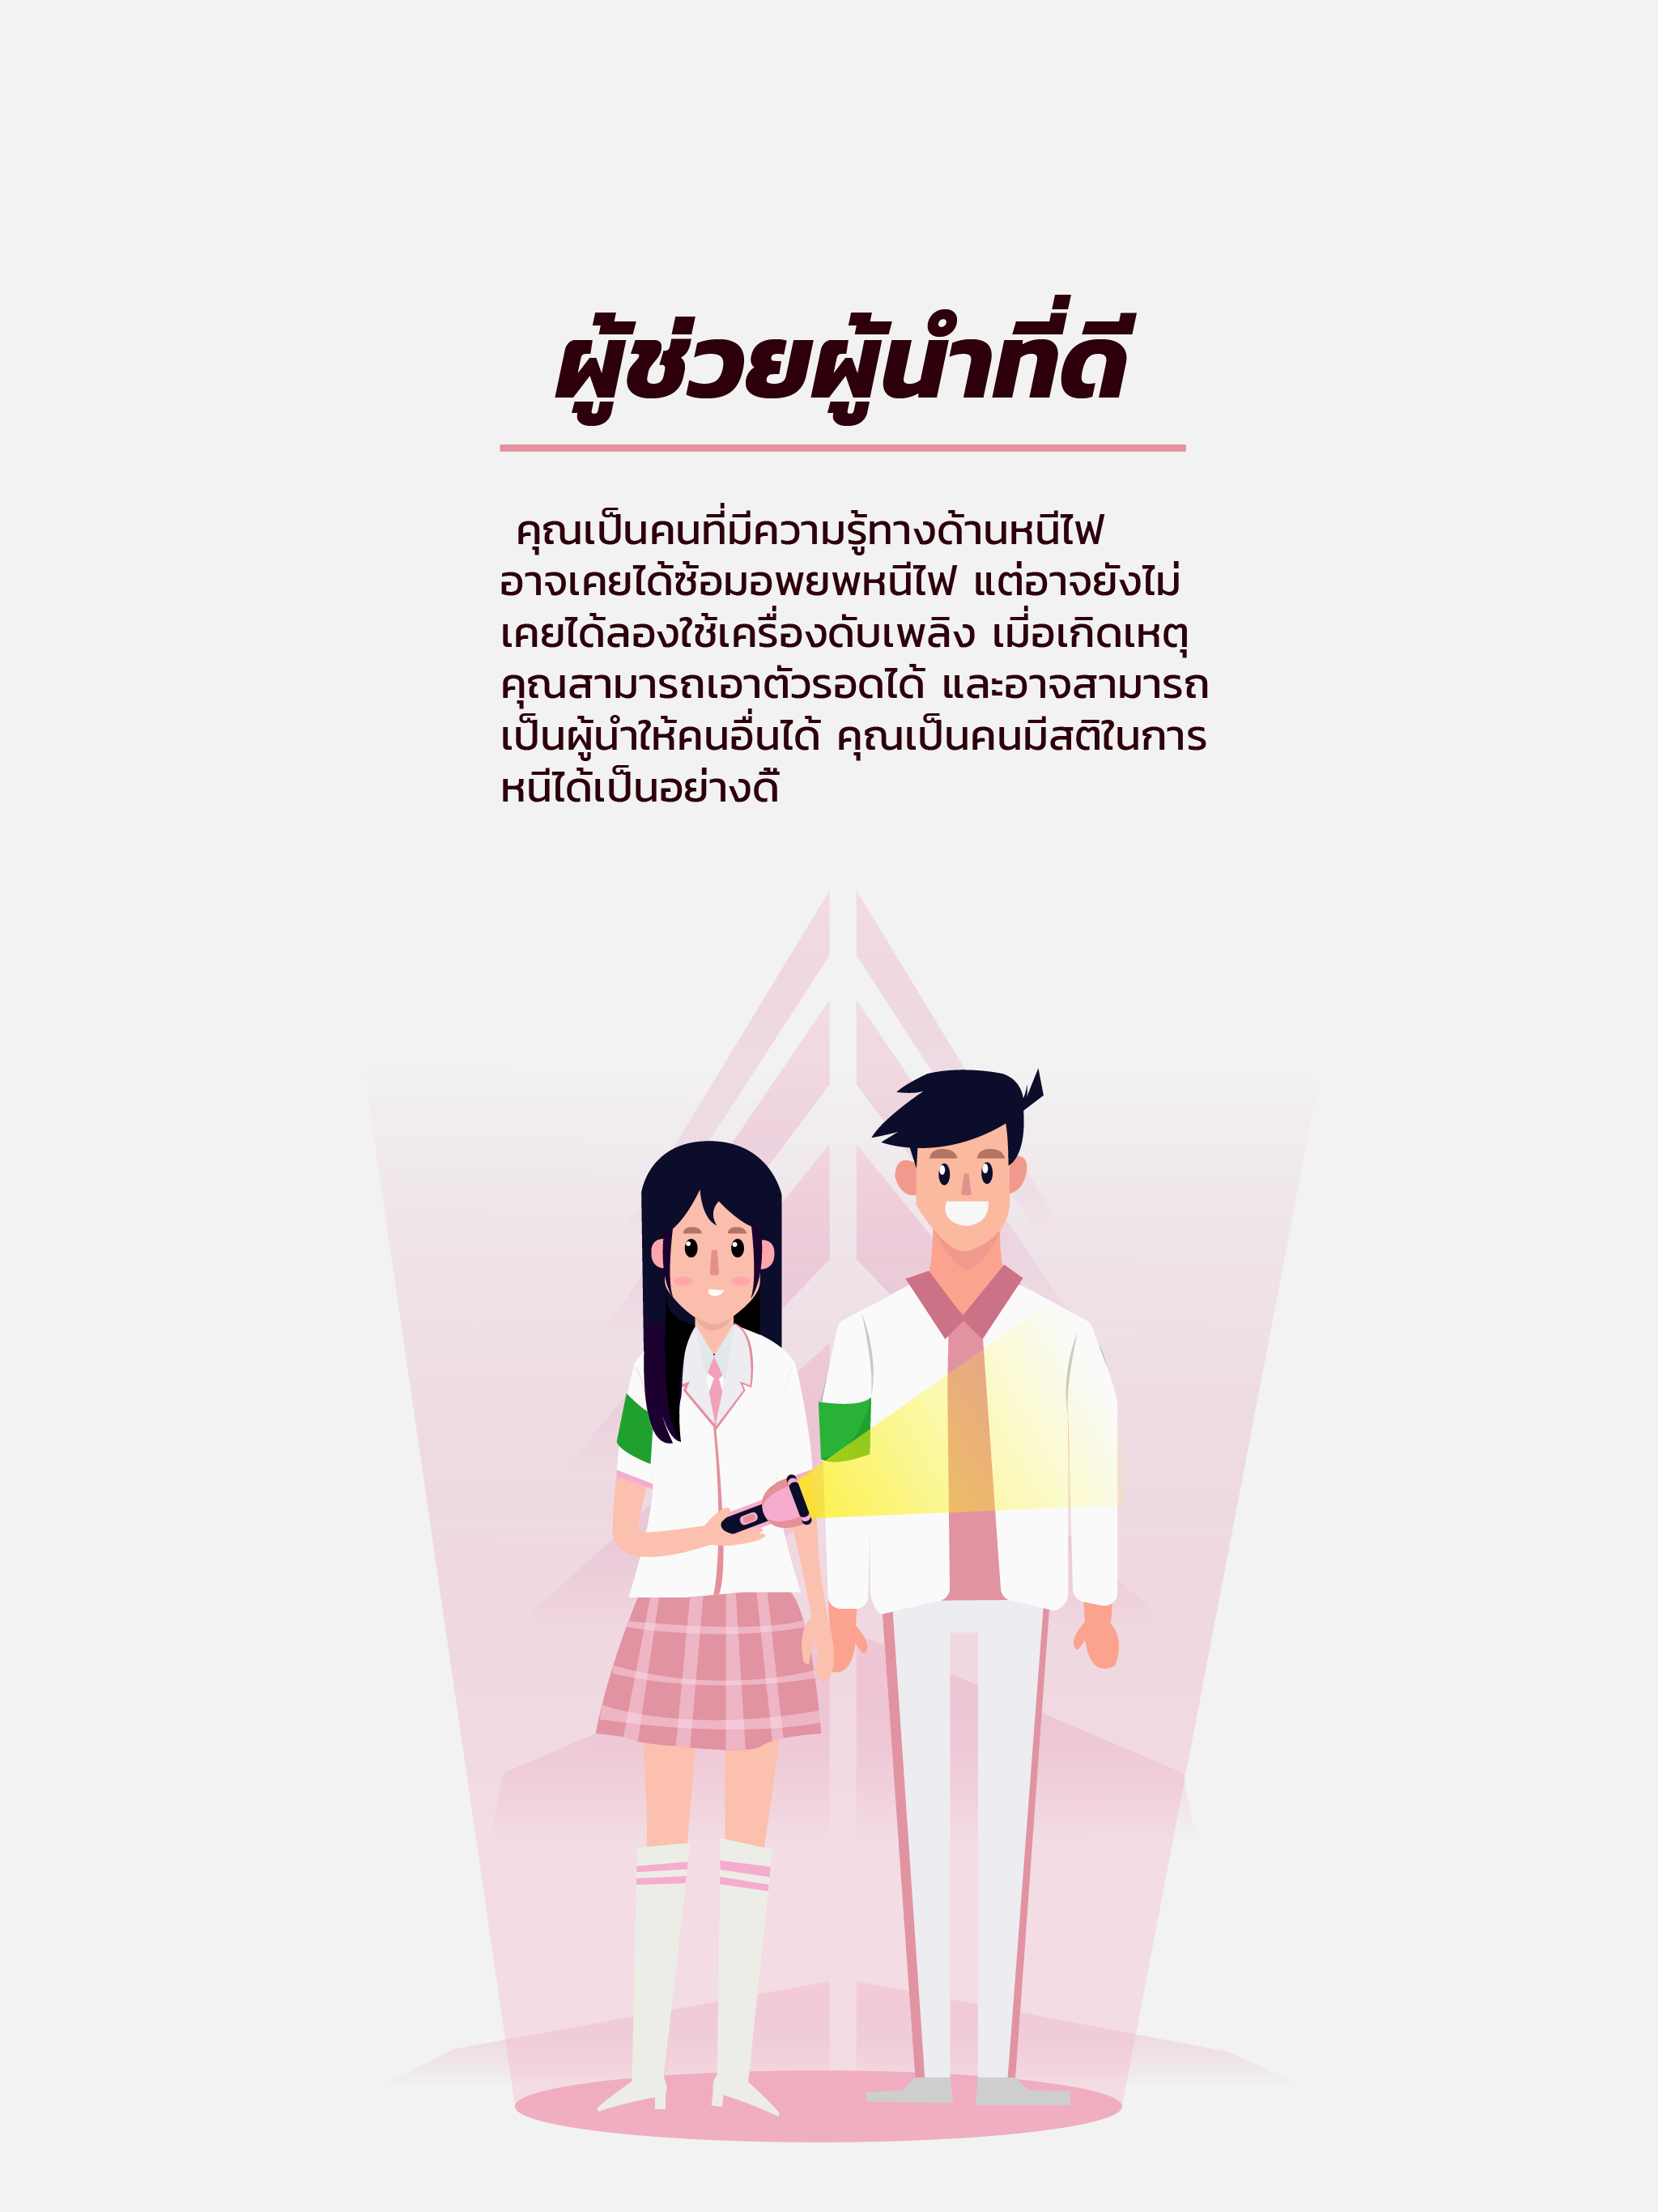 ผู้ช่วยผู้นำที่ดี
คุณเป็นคนที่มีความรู้ทางด้านหนีไฟ
อาจเคยได้ซ้อมอพยพหนีไฟ แต่อาจยังไม่
เคยได้ลองใช้เครื่องดับเพลิง เมื่อเกิดเหตุ
คุณสามารถเอาตัวรอดได้ และอาจสามารถ
เป็นผู้นำให้คนอื่นได้ คุณเป็นคนมีสติในการ
หนีได้เป็นอย่างดี